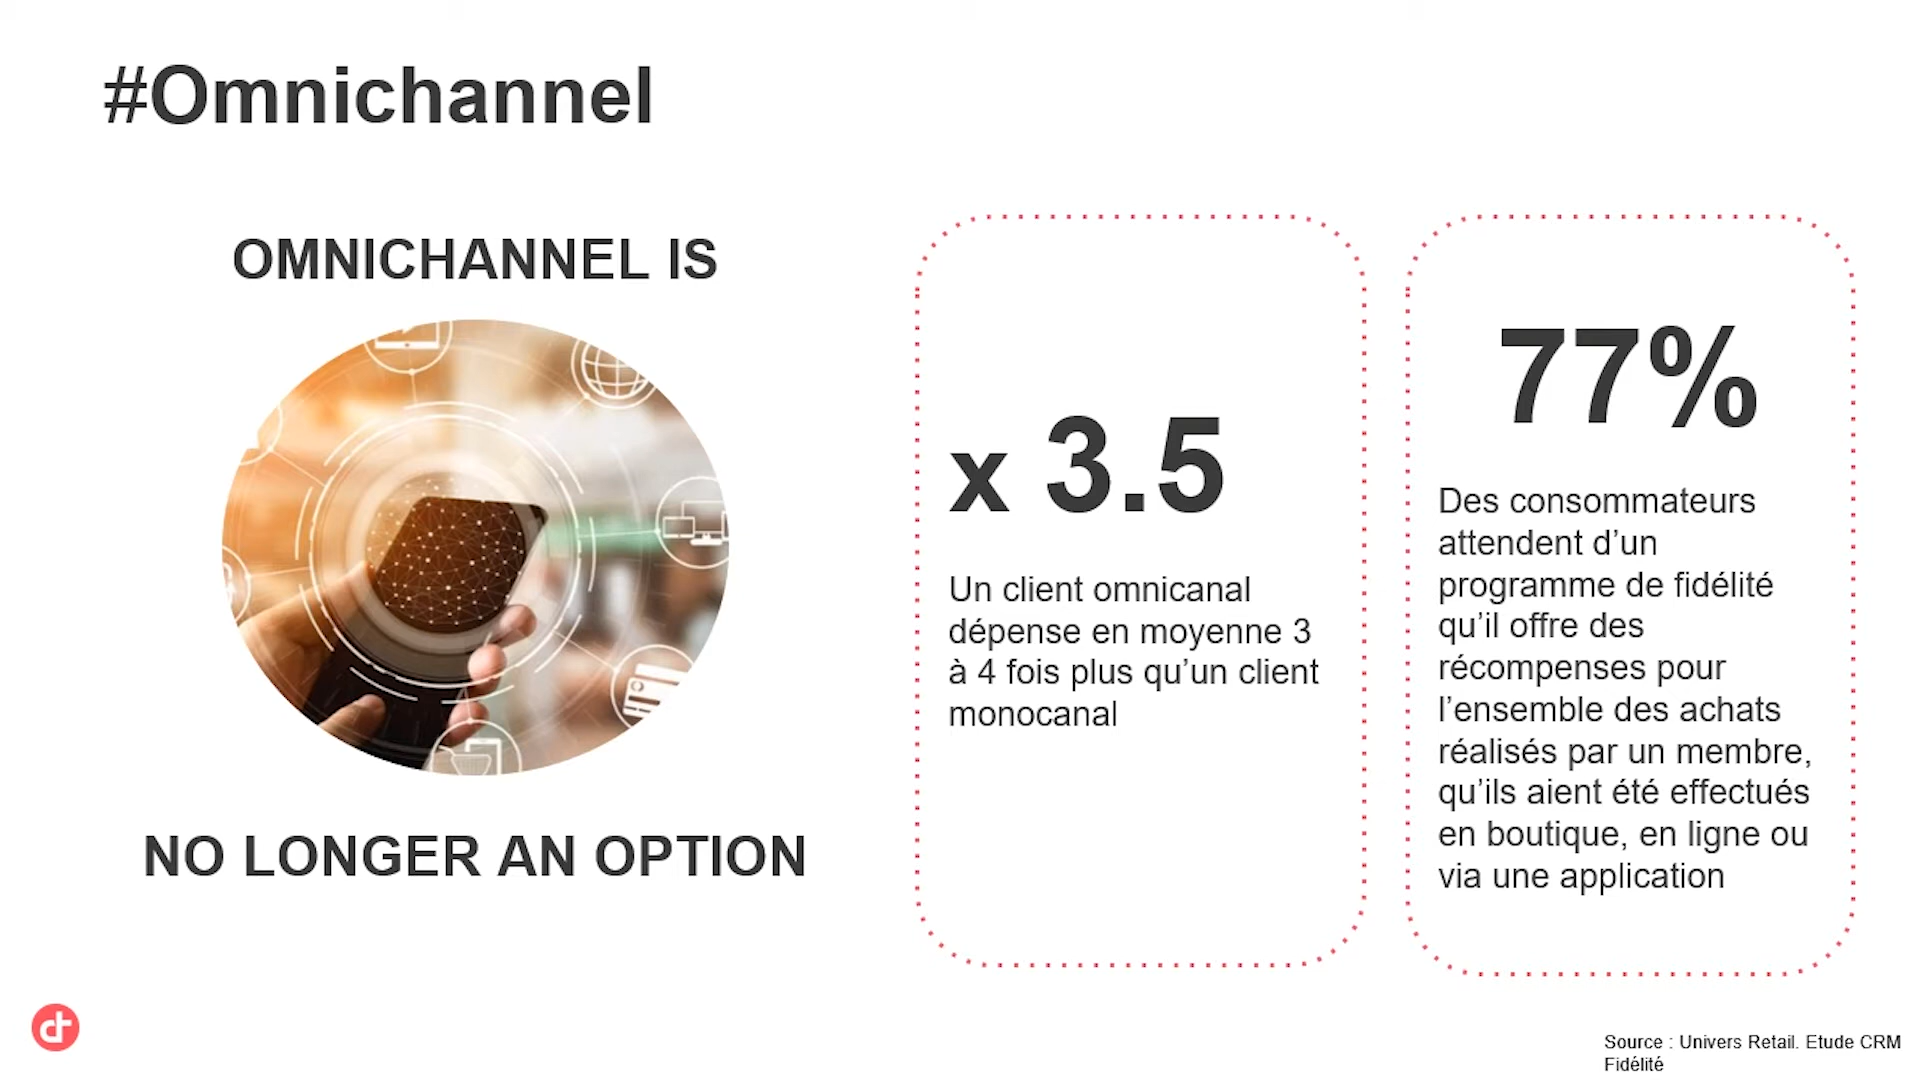 #Omnichannel
OMNICHANNEL IS
NO LONGER AN OPTION
x 3.5
Un client omnicanal
dépense en moyenne 3
à 4 fois plus qu’un client
monocanal
77%
Des consommateurs
attendent d’un
programme de fidélité
qu’il offre des
récompenses pour
l’ensemble des achats
réalisés par un membre,
qu’ils aient été effectués
en boutique, en ligne ou
via une application
Source : Univers Retail. Etude CRM
Fidélité